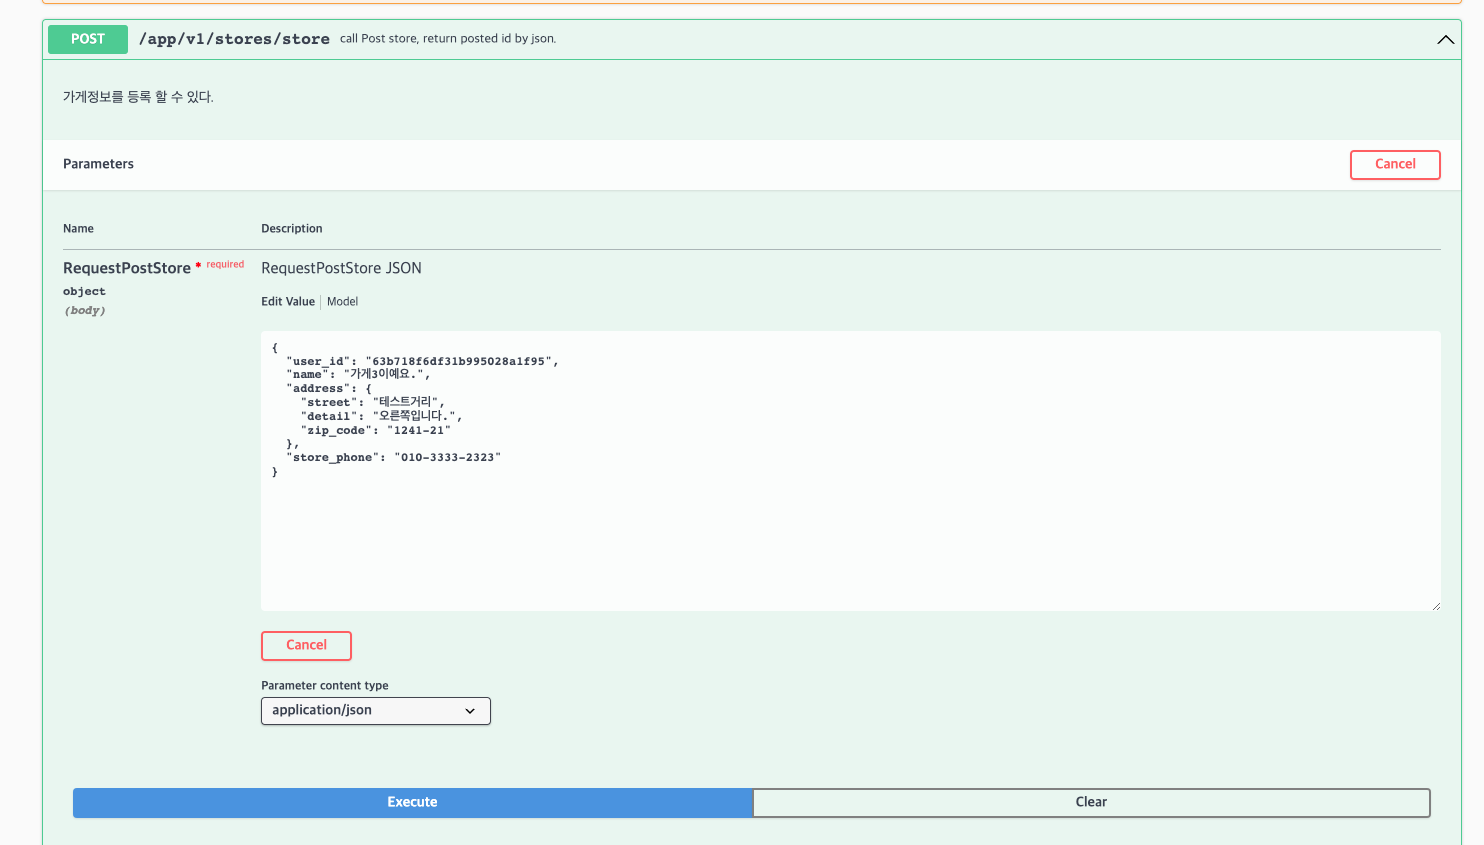 POST /app/v1/stores/store call Post store, return posted id by json.
가게정보를 등록 할 수 있다.
Parameters Cancel
Name Description
RequestPostStore * required RequestPostStore JSON
object
(body)
Edit Value Model
{
  "user_id": "63b718f6df31b995028a1f95",
  "name": "가게3이예요.",
  "address": {
    "street": "테스트거리",
    "detail": "오른쪽입니다.",
    "zip_code": "1241-21"
  },
  "store_phone": "010-3333-2323"
}
Cancel
Parameter content type
application/json
Execute Clear